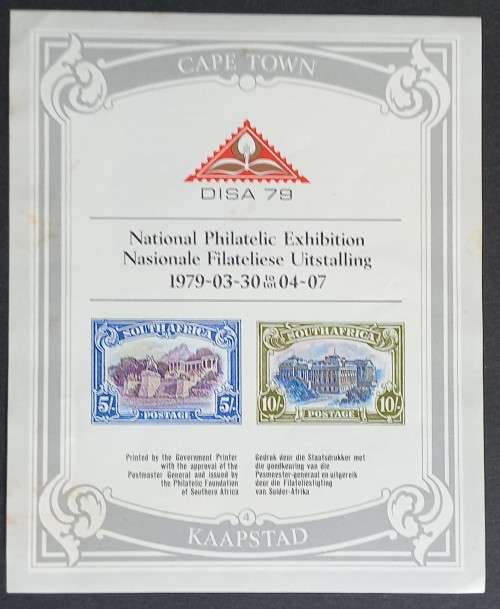 CAPE TOWN
DISA 79
National Philatelic Exhibition
Nasionale Filateliese Uitstalling
1979-03-30 to tot 04-07
SOUTH AFRICA
5/- POSTAGE 5/-
SOUTH AFRICA
10/- POSTAGE 10/-
Printed by the Government Printer
with the approval of the
Postmaster General and issued by
the Philatelic Foundation
of Southern Africa
Gedruk deur die Staatsdrukker met
die goedkeuring van die
Posmeester-generaal en uitgereik
deur die Filateliestigting
van Suider-Afrika
4
KAAPSTAD